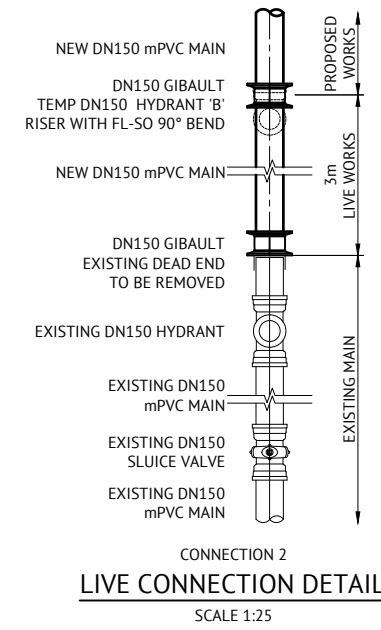 NEW DN150 mPVC MAIN
DN150 GIBAULT
TEMP DN150 HYDRANT 'B'
RISER WITH FL-SO 90° BEND
NEW DN150 mPVC MAIN
DN150 GIBAULT
EXISTING DEAD END
TO BE REMOVED
EXISTING DN150 HYDRANT
EXISTING DN150
mPVC MAIN
EXISTING DN150
SLUICE VALVE
EXISTING DN150
mPVC MAIN
PROPOSED
WORKS
3m
LIVE WORKS
EXISTING MAIN
CONNECTION 2
LIVE CONNECTION DETAIL
SCALE 1:25